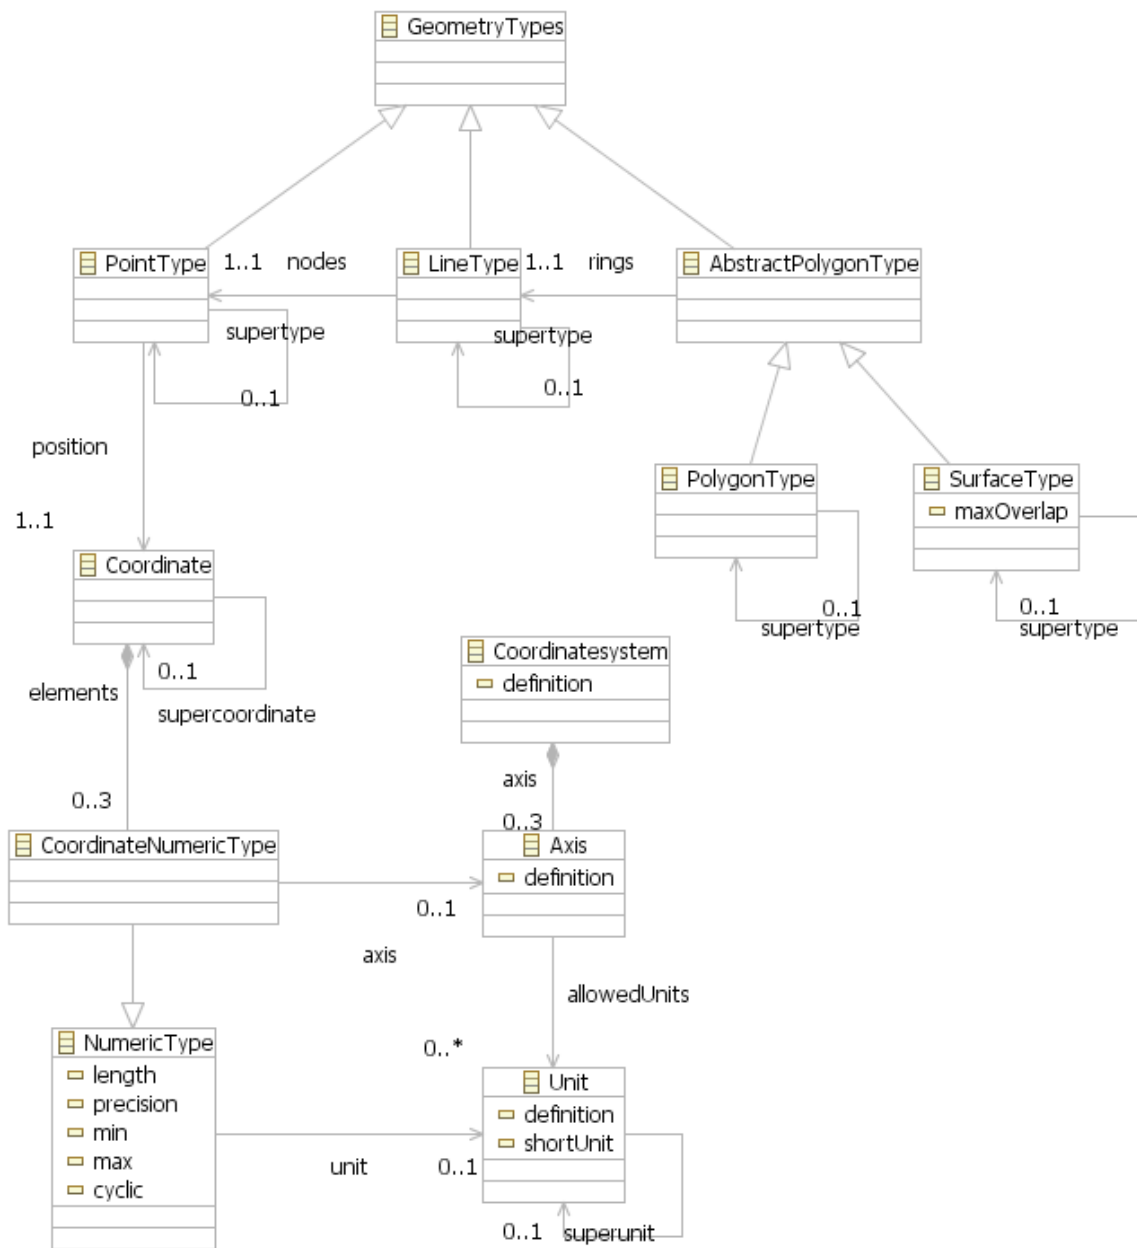 GeometryTypes
PointType
1..1 nodes
LineType
1..1 rings
AbstractPolygonType
supertype
0..1
supertype
0..1
position
1..1
PolygonType
SurfaceType
maxOverlap
0..1
supertype
0..1
supertype
Coordinate
0..1
supercoordinate
elements
0..3
Coordinatesystem
definition
axis
0..3
CoordinateNumericType
Axis
definition
0..1
axis
allowedUnits
0..*
NumericType
length
precision
min
max
cyclic
unit
0..1
Unit
definition
shortUnit
0..1
superunit